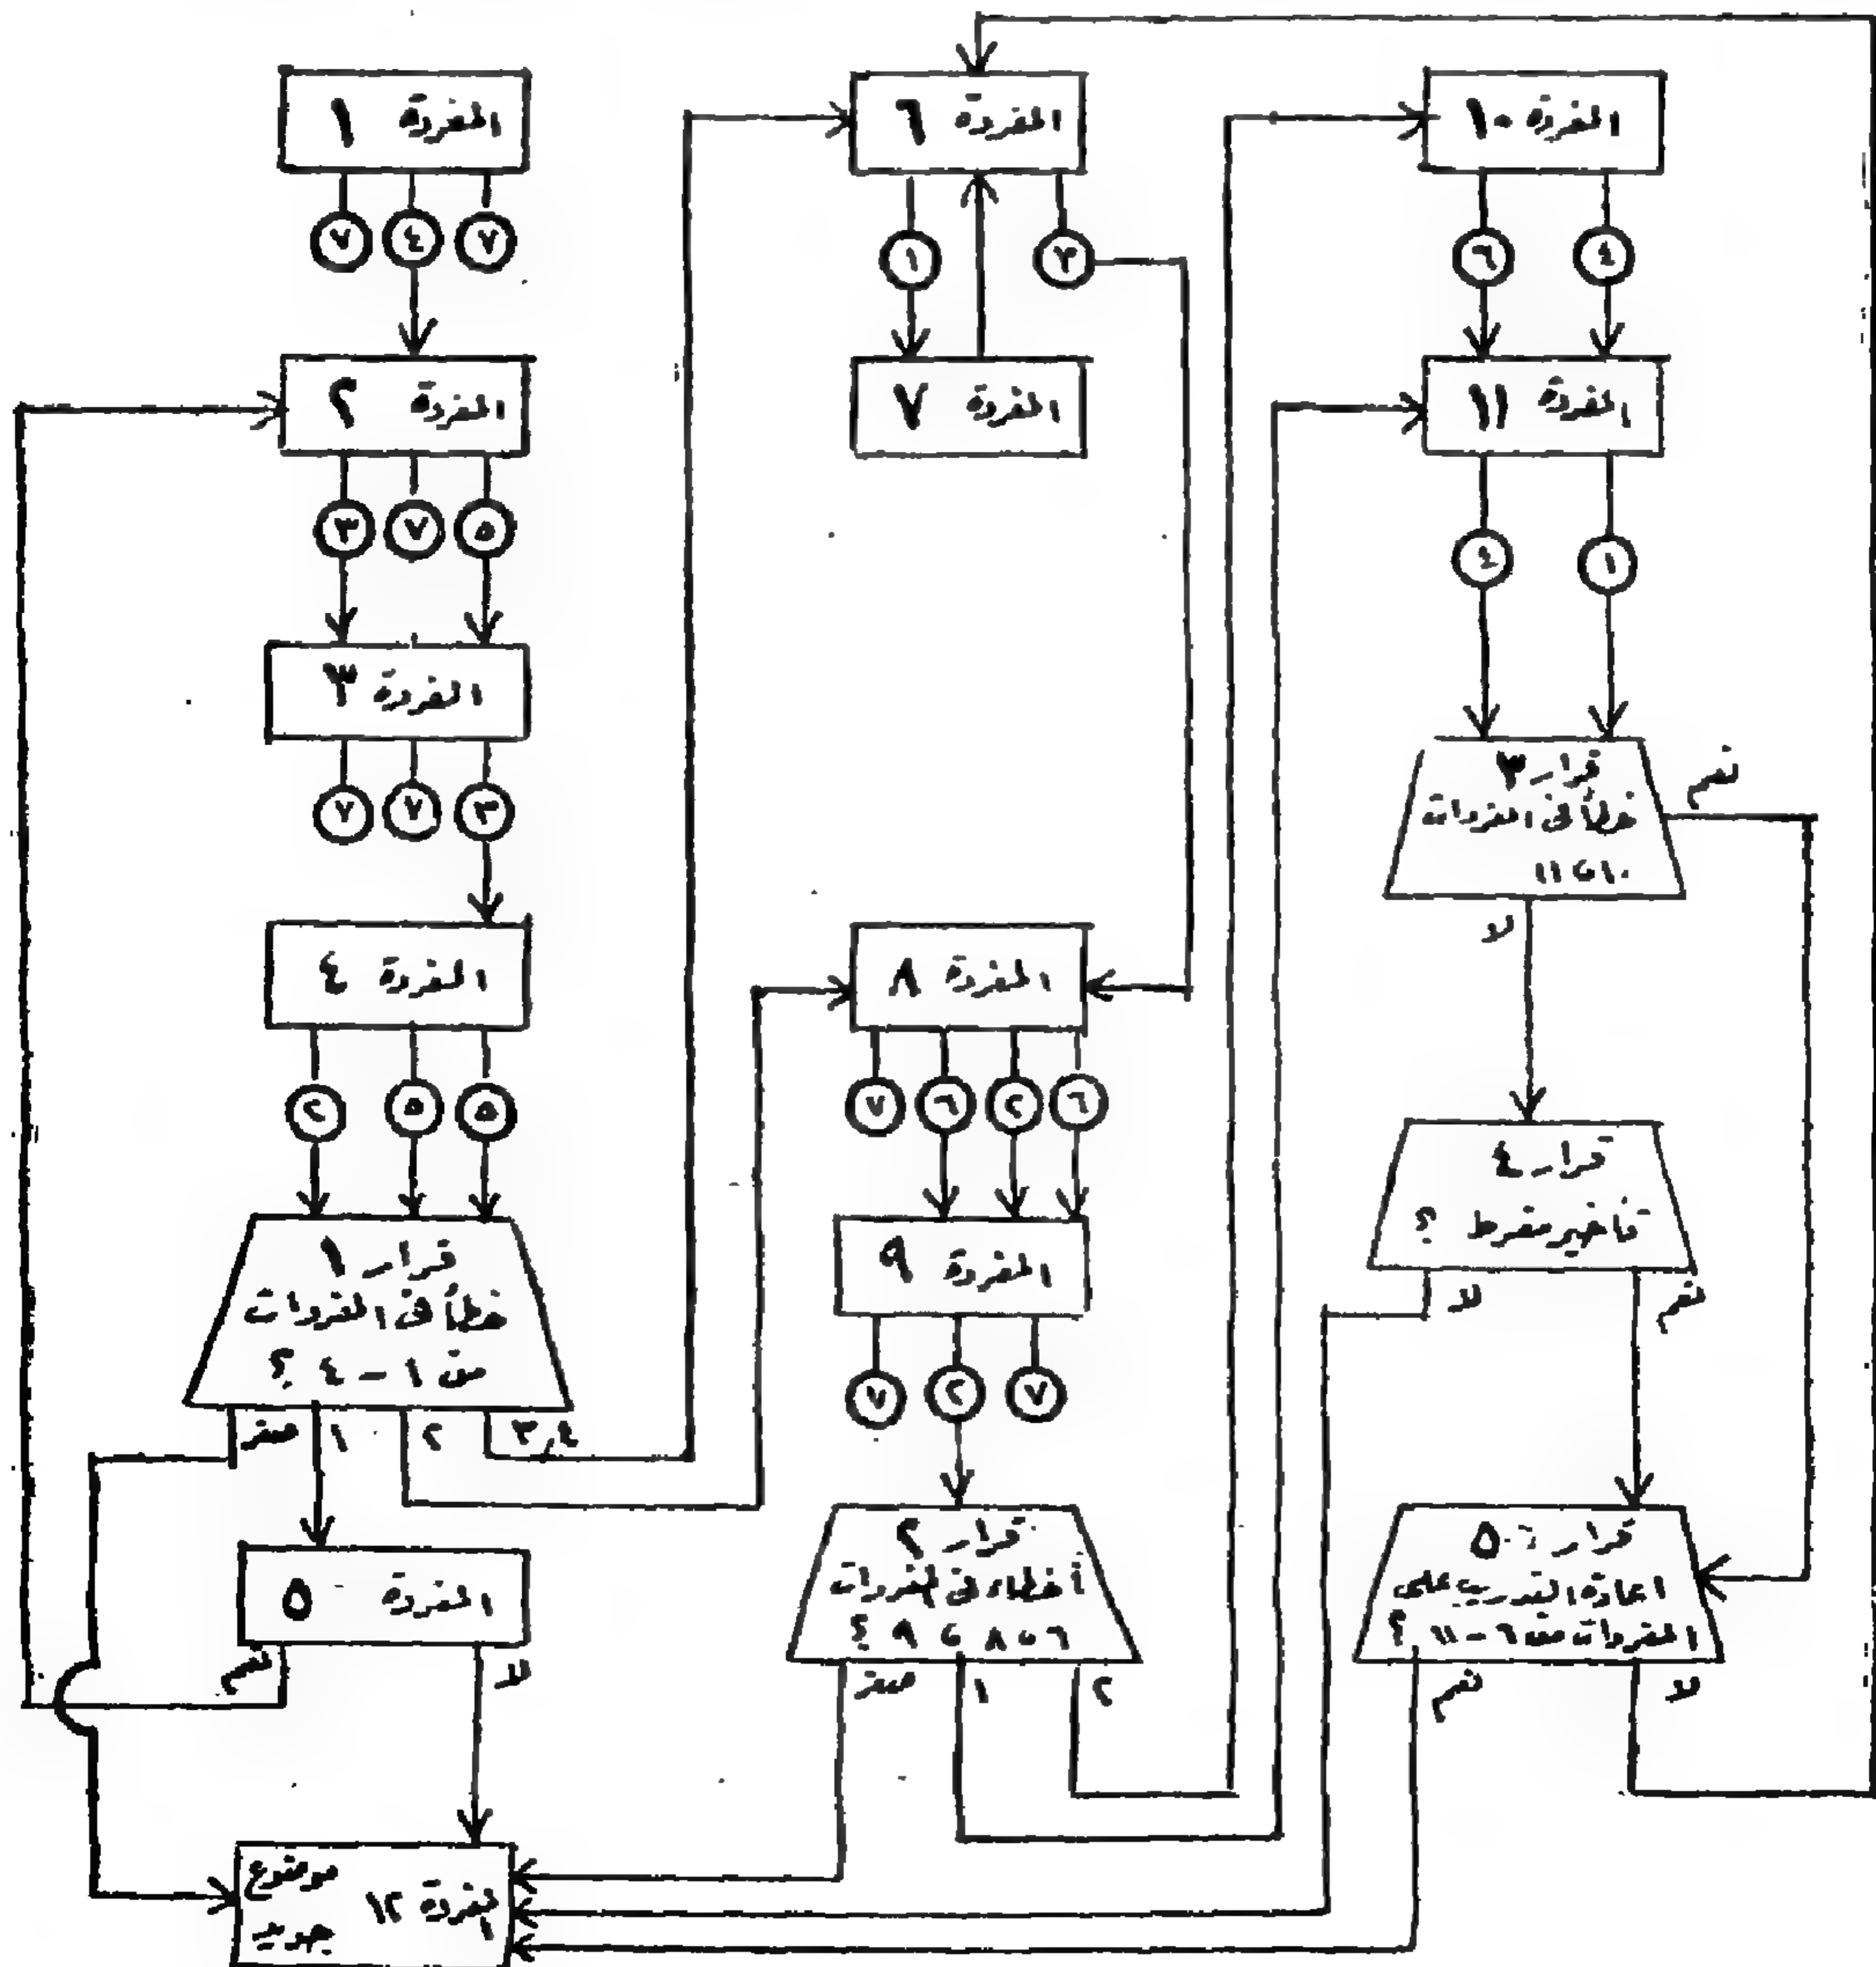 المفردة ١
٧ ٤ ٧
المفردة ٢
٣ ٧ ٥
المفردة ٣
٧ ٧ ٣
المفردة ٤
٢ ٥ ٥
قرار ١
خطأ في المفردات
من ١ - ٤ ؟
صفر
١
٢
٣,٤
المفردة ٥
نعم
لا
المفردة ١٢
موضوع
جديد
المفردة ٦
١
٣
المفردة ٧
المفردة ٨
٧ ٦ ٢ ٦
المفردة ٩
٧ ٢ ٧
قرار ٢
أخطاء في المفردات
٦، ٨، ٩ ؟
صفر
١
٢
المفردة ١٠
٦ ٤
المفردة ١١
٤ ١
قرار ٣
خطأ في المفردات
١٠، ١١
نعم
لا
قرار ٤
تأخير مفرط ؟
لا
نعم
قرار ٥
اعادة التدريب على
المفردات من ٦ - ١١ ؟
نعم
لا